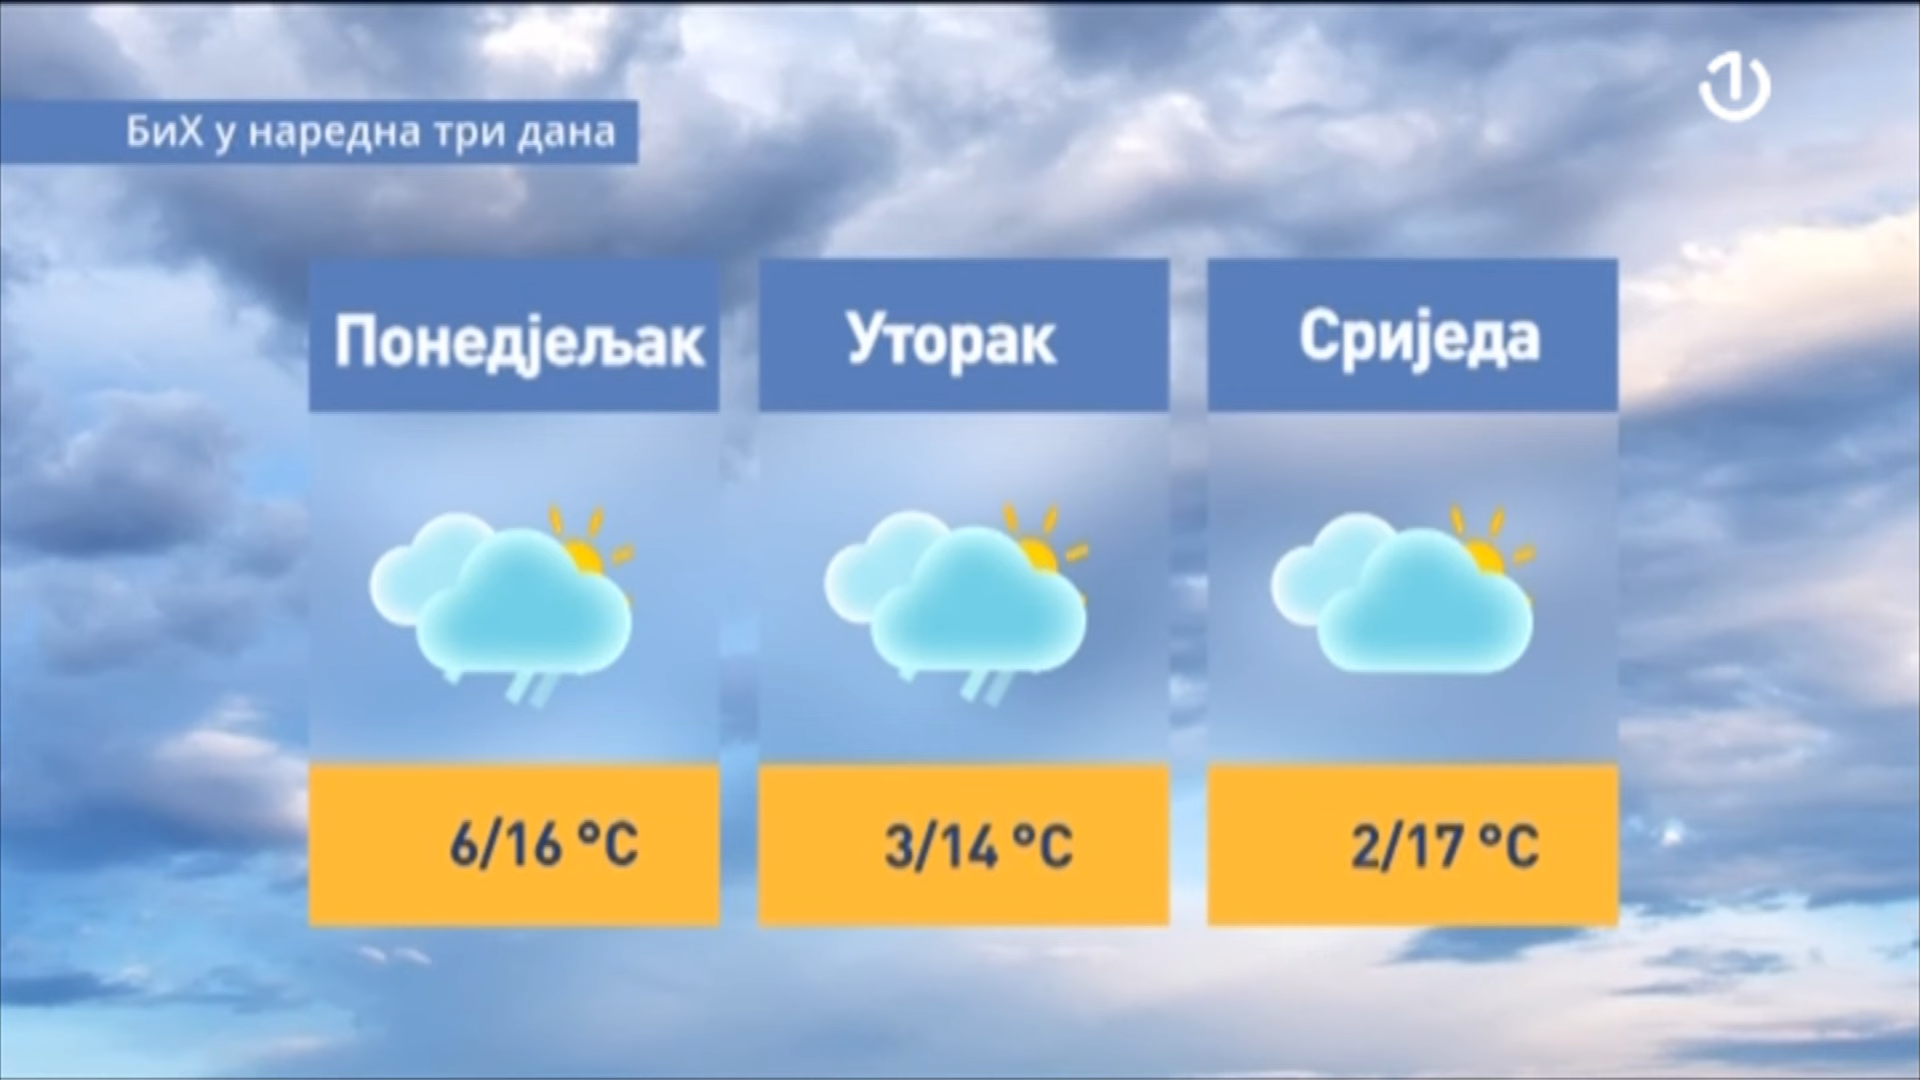 БиХ у наредна три дана
Понедјељак
Уторак
Сриједа
6/16 °C
3/14 °C
2/17 °C